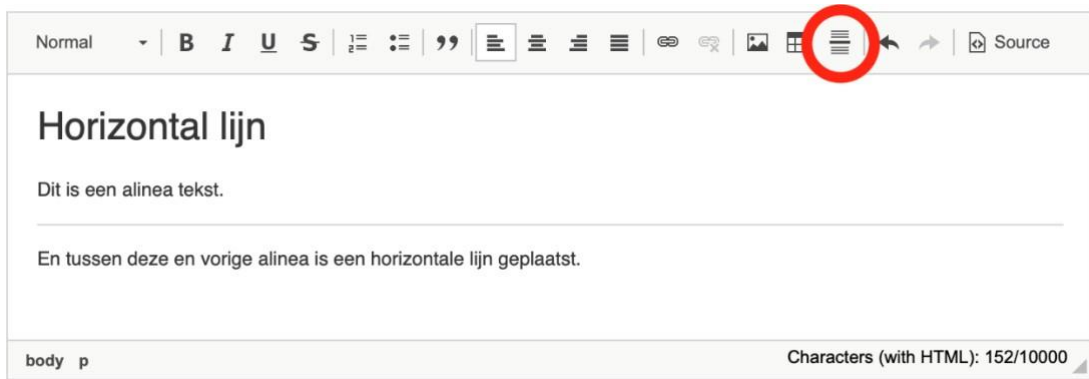 Normal B I U S Source
Horizontal lijn
Dit is een alinea tekst.
En tussen deze en vorige alinea is een horizontale lijn geplaatst.
body p Characters (with HTML): 152/10000